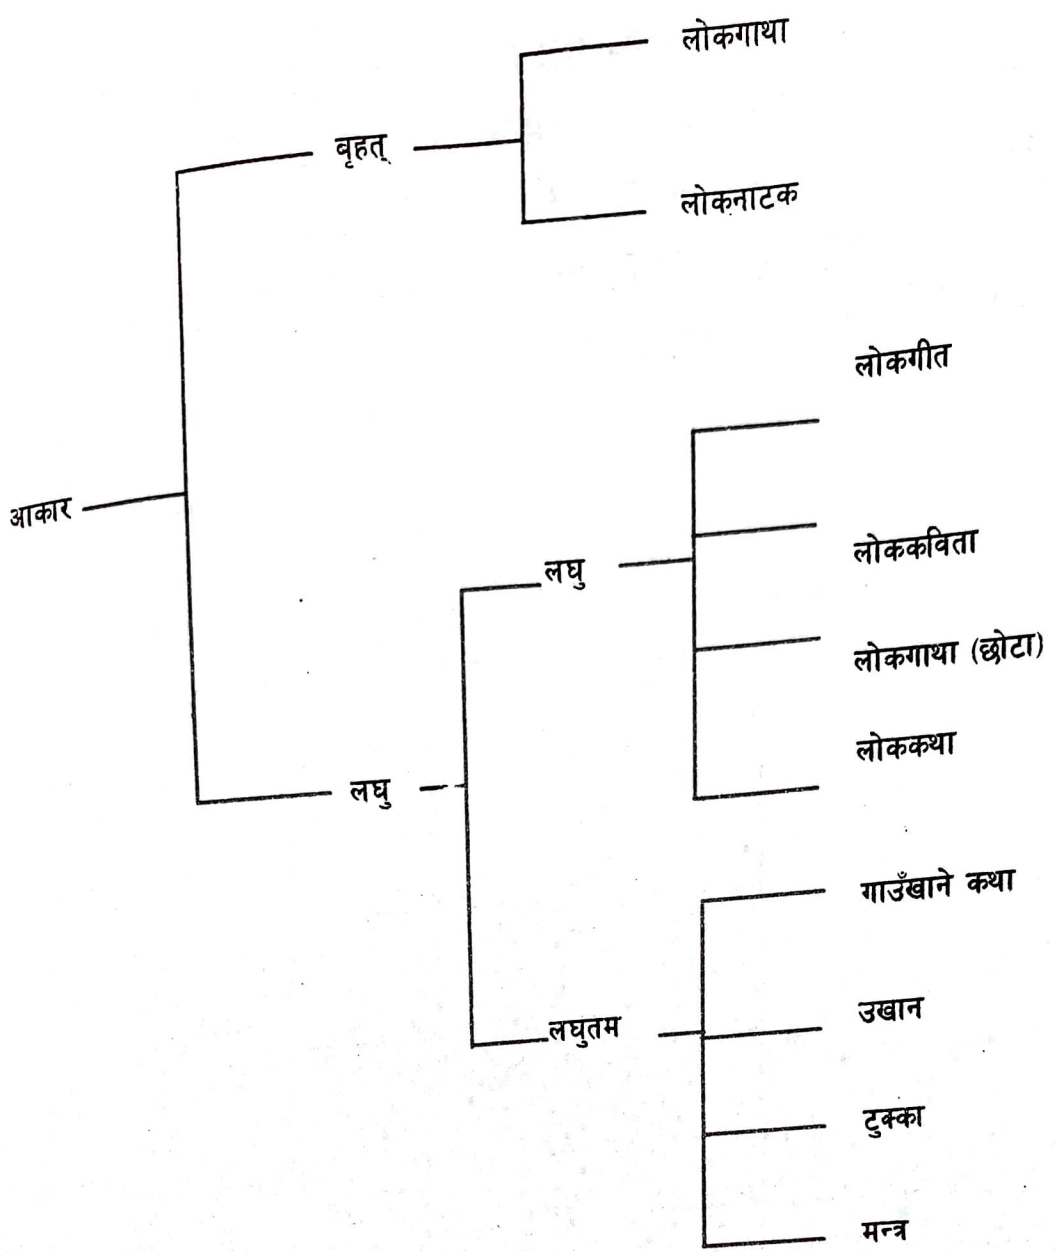 लोकगाथा
बृहत्
लोकनाटक
लोकगीत
आकार
लघु
लोककविता
लोकगाथा (छोटा)
लोककथा
लघु
गाउँखाने कथा
लघुतम
उखान
टुक्का
मन्त्र